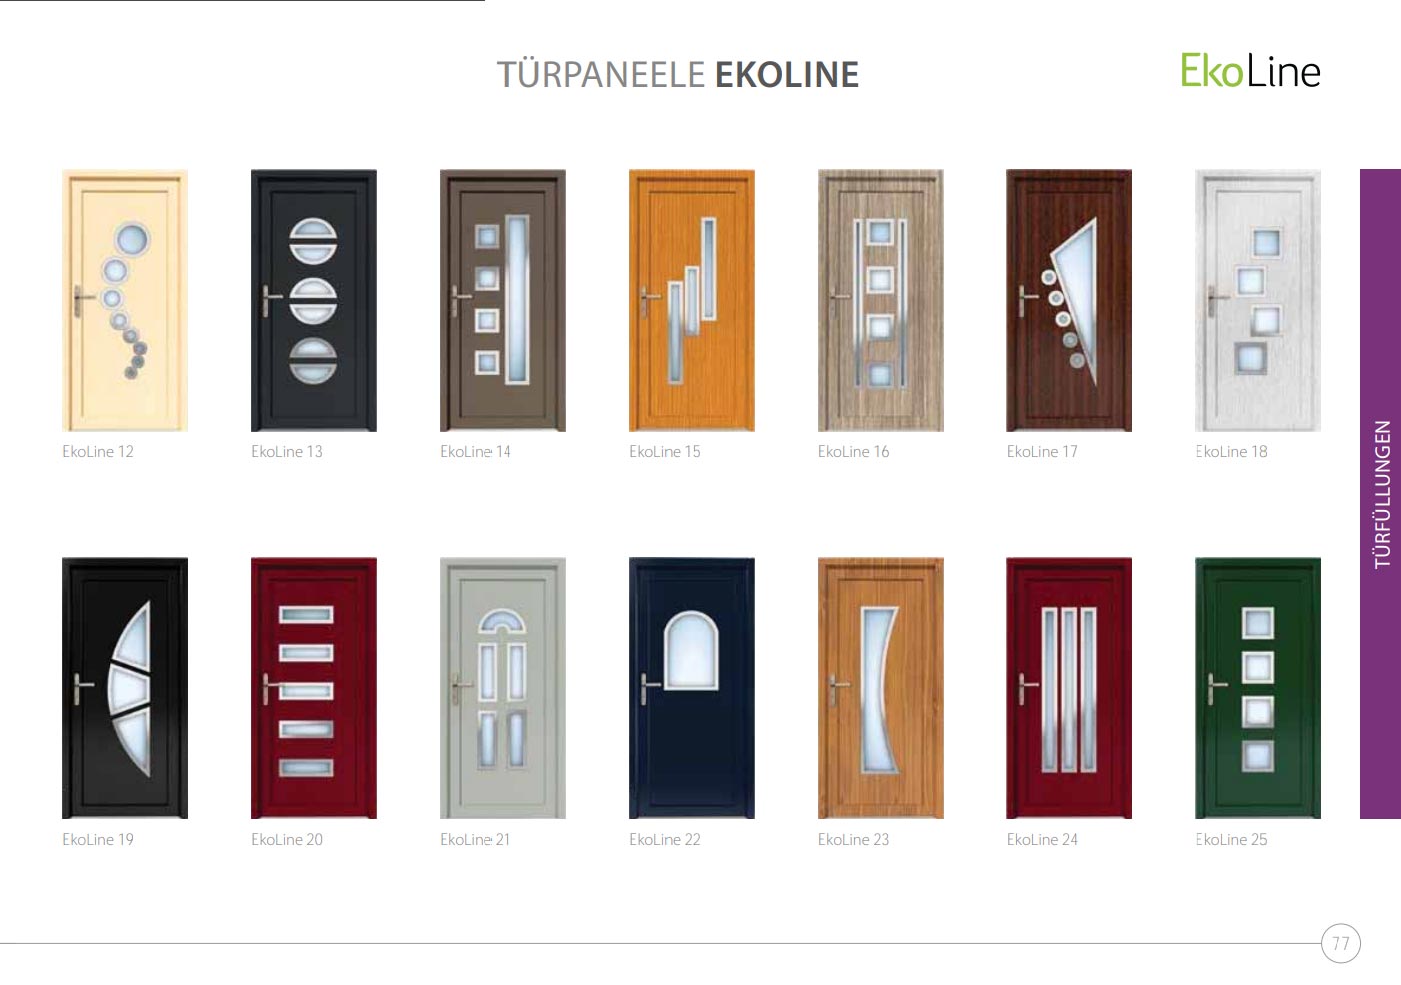 TÜRPANEELE EKOLINE
EkoLine
EkoLine 12
EkoLine 13
EkoLine 14
EkoLine 15
EkoLine 16
EkoLine 17
EkoLine 18
TÜRFÜLLUNGEN
EkoLine 19
EkoLine 20
EkoLine 21
EkoLine 22
EkoLine 23
EkoLine 24
EkoLine 25
77